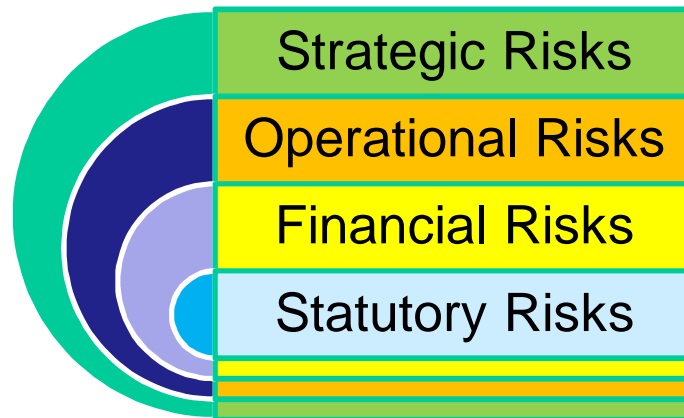 Strategic Risks
Operational Risks
Financial Risks
Statutory Risks